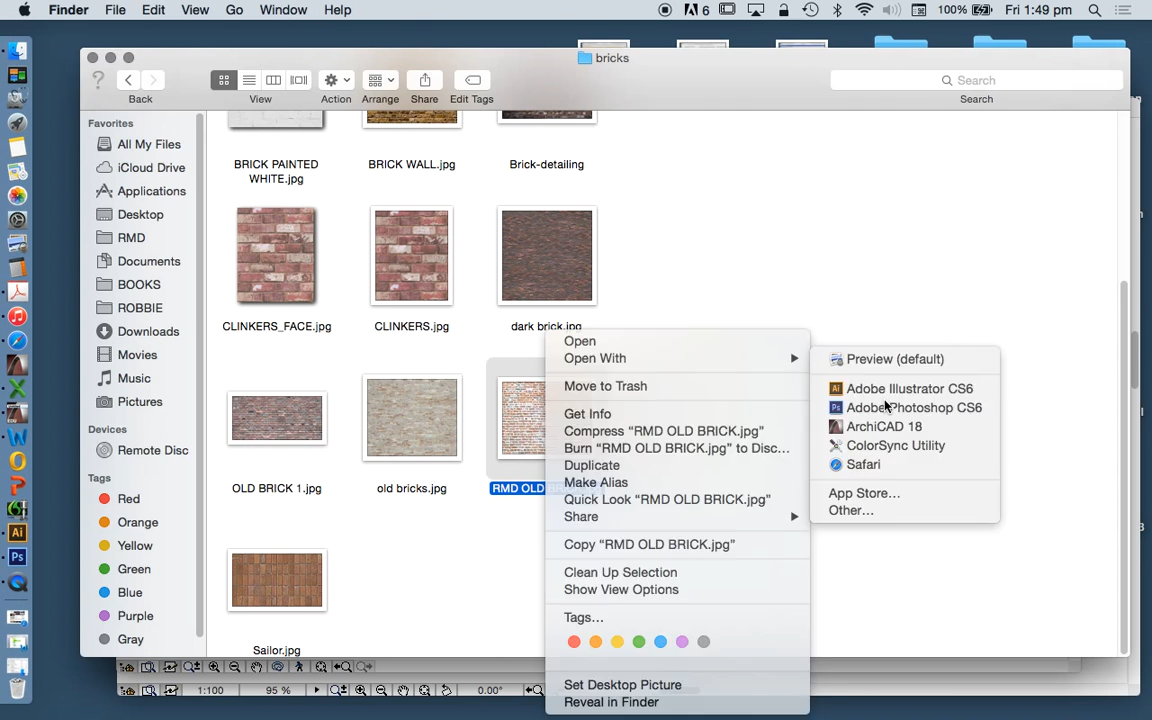 Finder File Edit View Go Window Help
6 100% Fri 1:49 pm
bricks
Search
Back View Action Arrange Share Edit Tags Search
Favorites
All My Files
iCloud Drive
Applications
Desktop
RMD
Documents
BOOKS
ROBBIE
Downloads
Movies
Music
Pictures
Devices
Remote Disc
Tags
Red
Orange
Yellow
Green
Blue
Purple
Gray
BRICK PAINTED
WHITE.jpg
BRICK WALL.jpg
Brick-detailing
CLINKERS_FACE.jpg
CLINKERS.jpg
dark brick.jpg
OLD BRICK 1.jpg
old bricks.jpg
RMD OLD
Sailor.jpg
Open
Open With
Move to Trash
Get Info
Compress “RMD OLD BRICK.jpg”
Burn “RMD OLD BRICK.jpg” to Disc...
Duplicate
Make Alias
Quick Look “RMD OLD BRICK.jpg”
Share
Copy “RMD OLD BRICK.jpg”
Clean Up Selection
Show View Options
Tags...
Set Desktop Picture
Reveal in Finder
Preview (default)
Ai Adobe Illustrator CS6
Ps Adobe Photoshop CS6
ArchiCAD 18
ColorSync Utility
Safari
App Store...
Other...
Ai
Ps
1:100 95 % 0.00°